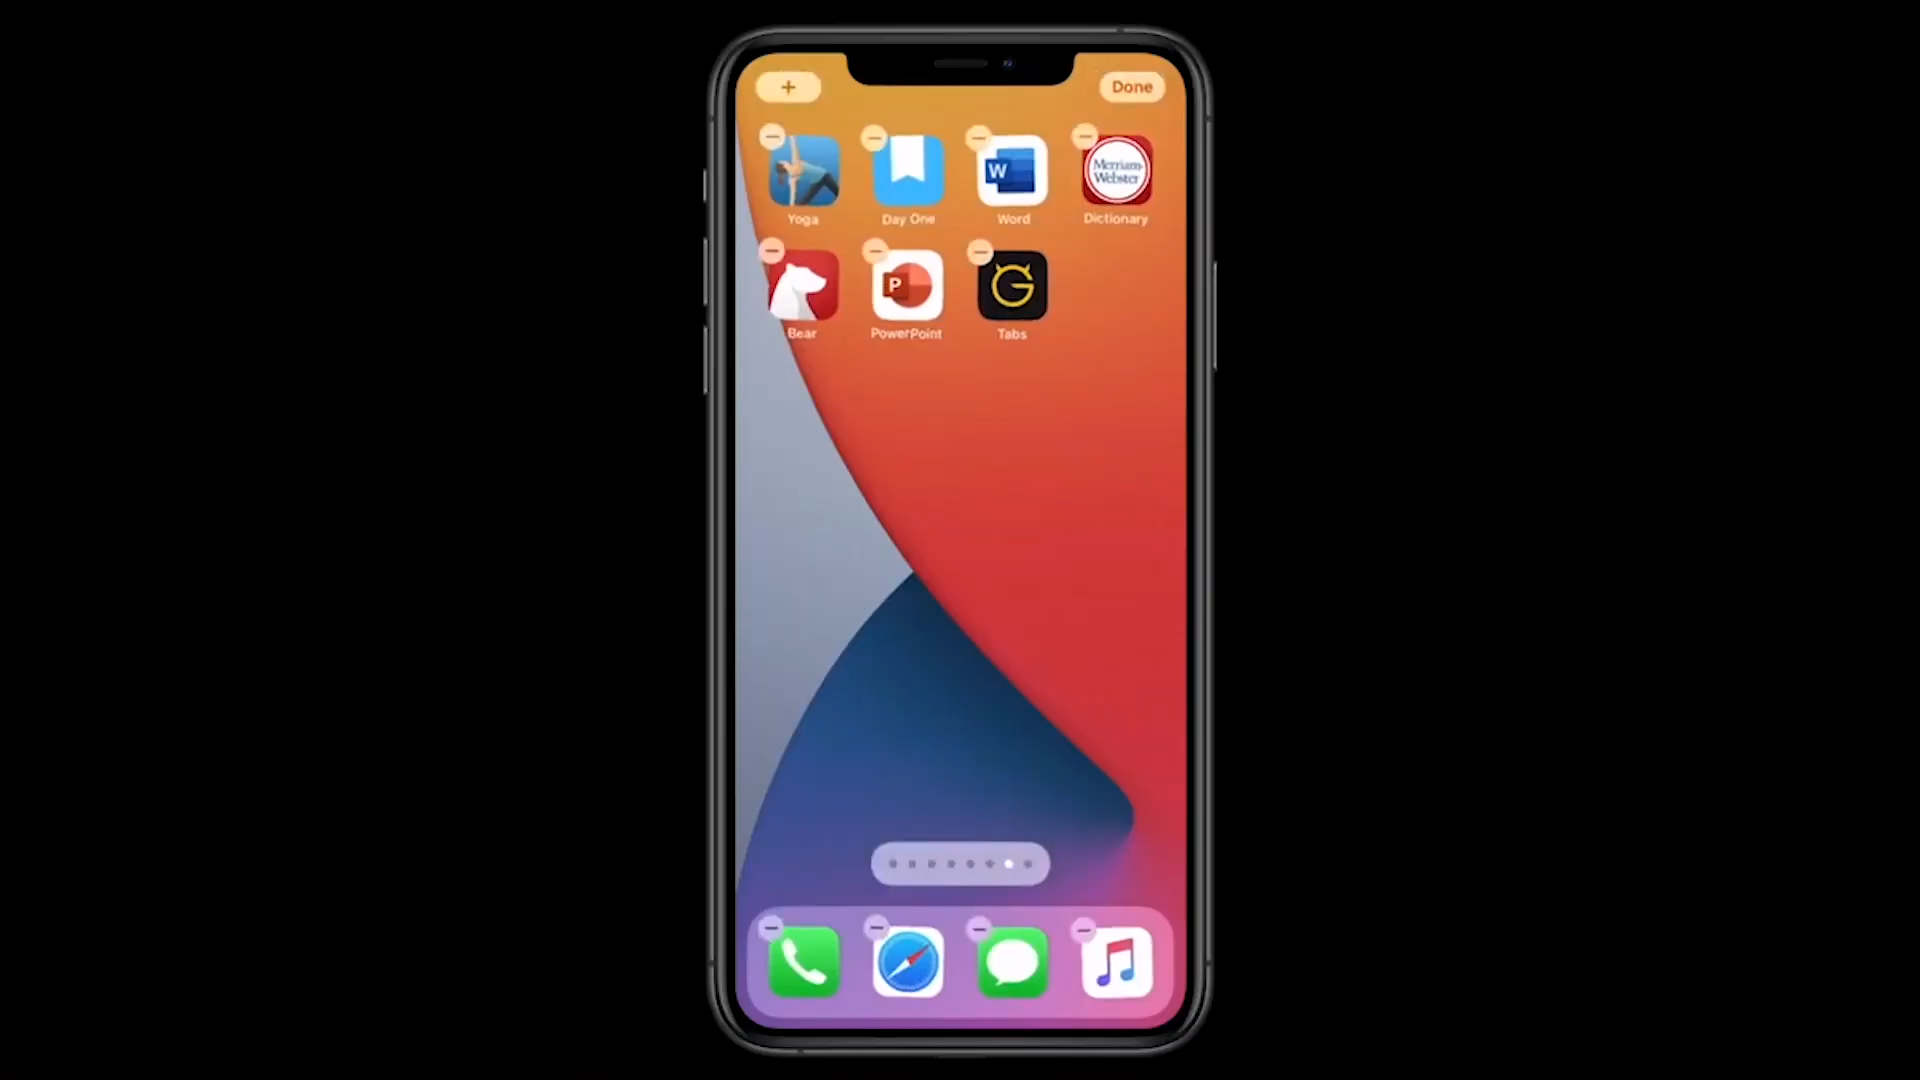 + Done
Yoga Day One W Word Merriam-
Webster Dictionary
Bear P PowerPoint G Tabs